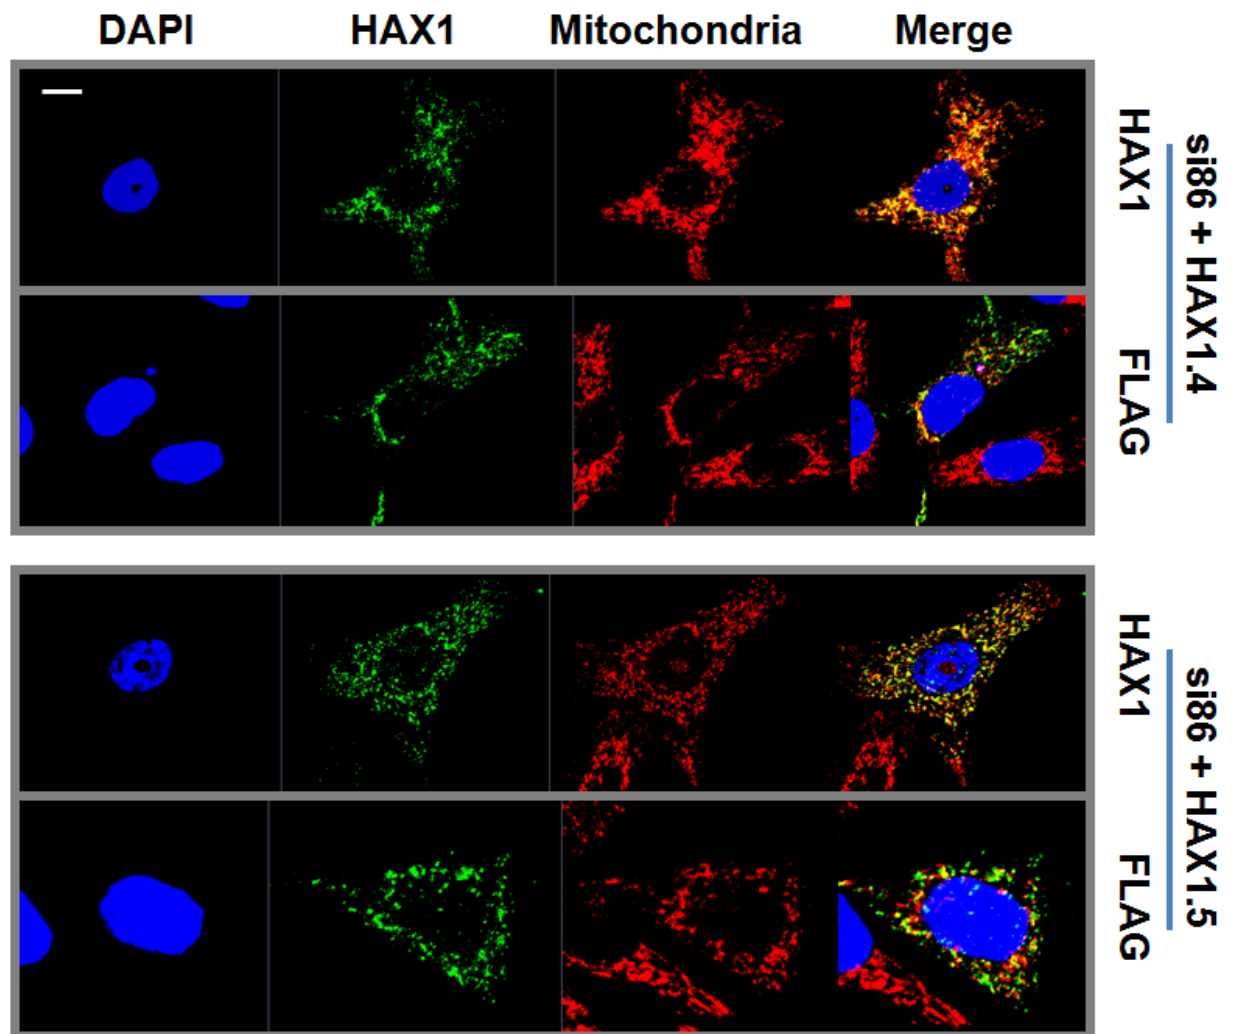 DAPI HAX1 Mitochondria Merge
HAX1
FLAG
si86 + HAX1.4
HAX1
FLAG
si86 + HAX1.5